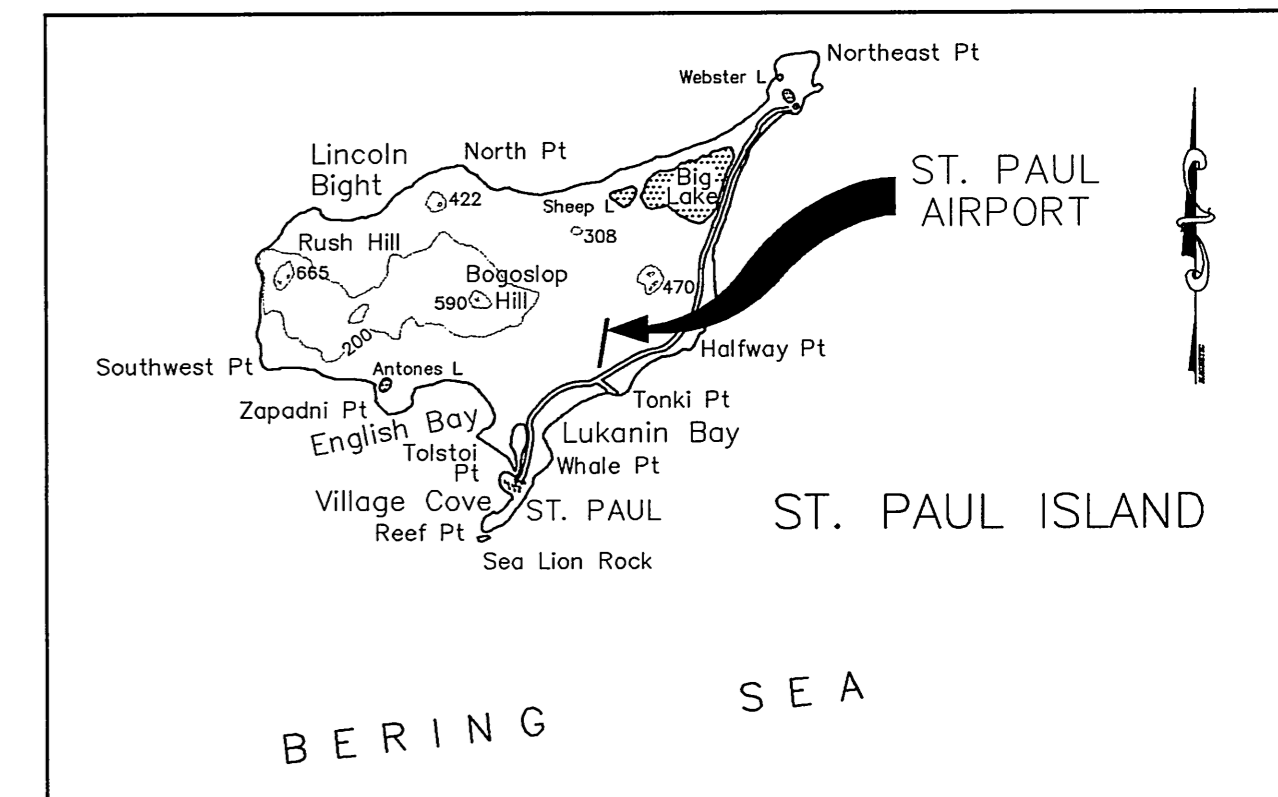 Northeast Pt
Webster L
Lincoln
Bight
North Pt
Big
Lake
ST. PAUL
AIRPORT
Sheep L
422
308
Rush Hill
665
Bogoslop
590
Hill
470
200
Halfway Pt
Southwest Pt
Antones L
Zapadni Pt
English Bay
Tonki Pt
Lukanin Bay
Tolstoi
Pt
Whale Pt
Village Cove
ST. PAUL
ST. PAUL ISLAND
Reef Pt
Sea Lion Rock
BERING SEA
MAGNETIC